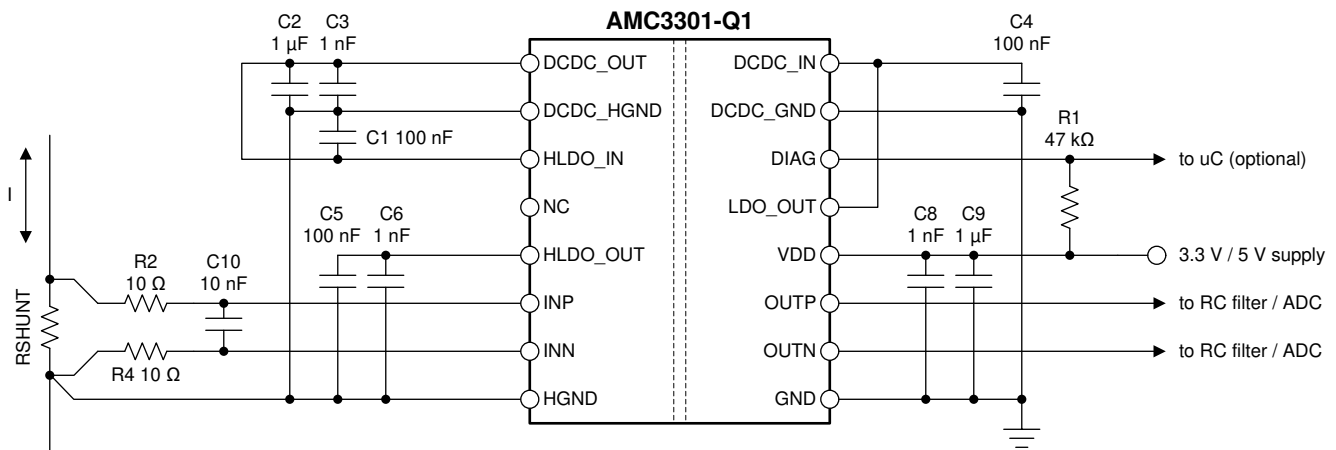 AMC3301-Q1
C2
1 µF
C3
1 nF
C4
100 nF
DCDC_OUT
DCDC_IN
DCDC_HGND
DCDC_GND
C1 100 nF
R1
47 kΩ
HLDO_IN
DIAG
to uC (optional)
I
NC
LDO_OUT
C5
100 nF
C6
1 nF
C8
1 nF
C9
1 µF
HLDO_OUT
VDD
3.3 V / 5 V supply
R2
10 Ω
C10
10 nF
INP
OUTP
to RC filter / ADC
RSHUNT
INN
OUTN
to RC filter / ADC
R4 10 Ω
HGND
GND